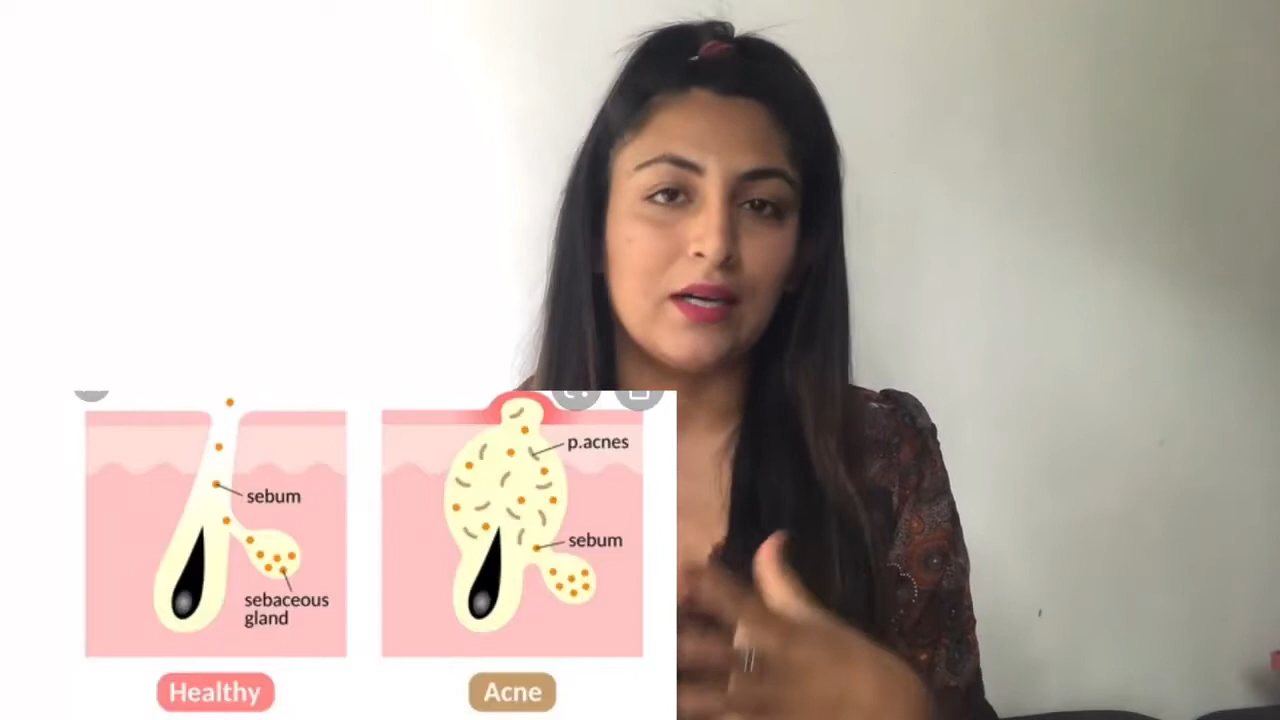 sebum
sebaceous
gland
Healthy
p.acnes
sebum
Acne